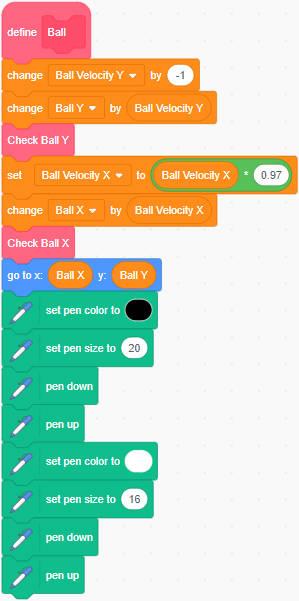 define Ball
change Ball Velocity Y by -1
change Ball Y by Ball Velocity Y
Check Ball Y
set Ball Velocity X to Ball Velocity X * 0.97
change Ball X by Ball Velocity X
Check Ball X
go to x: Ball X y: Ball Y
set pen color to
set pen size to 20
pen down
pen up
set pen color to
set pen size to 16
pen down
pen up